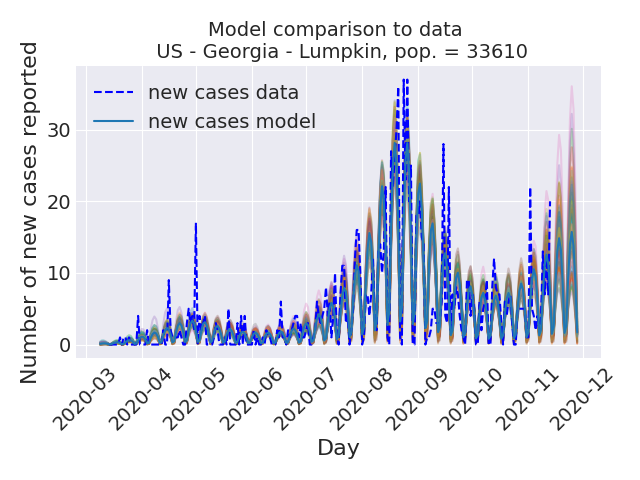 Model comparison to data
US - Georgia - Lumpkin, pop. = 33610
Number of new cases reported
new cases data
new cases model
30
20
10
0
2020-03
2020-04
2020-05
2020-06
2020-07
2020-08
2020-09
2020-10
2020-11
2020-12
Day